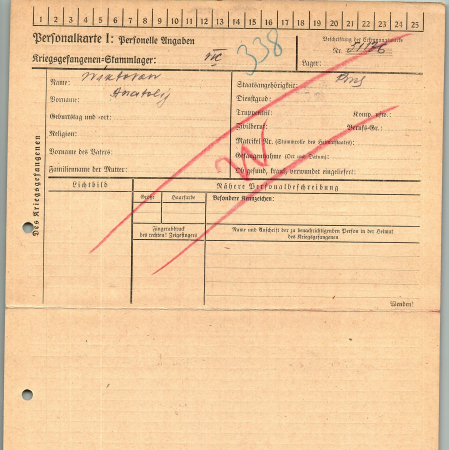 1 2 3 4 5 6 7 8 9 10 11 12 13 14 15 16 17 18 19 20 21 22 23 24 25
Personalkarte I: Personelle Angaben
Kriegsgefangenen-Stammlager: VIIC
338
Beschriftung der Erkennungsmarke
Nr.
Lager:
Des Kriegsgefangenen
Name:
Vorname: Anatolij
Geburtstag und -ort:
Religion:
Vorname des Vaters:
Familienname der Mutter:
Staatsangehörigkeit:
Dienstgrad:
Truppenteil: Komp. usw.:
Zivilberuf: Berufs-Gr.:
Matrikel Nr. (Stammrolle des Heimatstaates):
Gefangennahme (Ort und Datum):
Ob gesund, krank, verwundet eingeliefert:
Lichtbild
Nähere Personalbeschreibung
Größe
Haarfarbe
Besondere Kennzeichen:
Fingerabdruck
des rechten! Zeigefingers
Name und Anschrift der zu benachrichtigenden Person in der Heimat
des Kriegsgefangenen
Wenden!